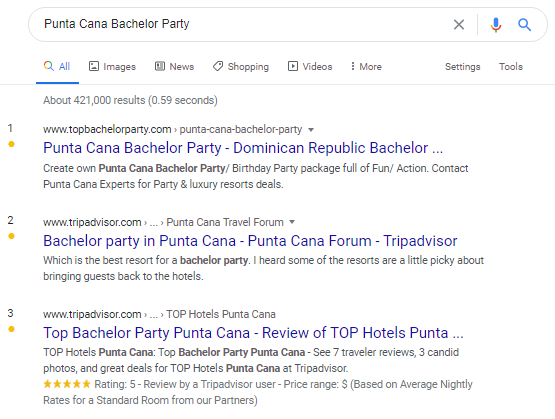 Punta Cana Bachelor Party
All Images News Shopping Videos More Settings Tools
About 421,000 results (0.59 seconds)
1
www.topbachelorparty.com › punta-cana-bachelor-party
Punta Cana Bachelor Party - Dominican Republic Bachelor ...
Create own Punta Cana Bachelor Party/ Birthday Party package full of Fun/ Action. Contact
Punta Cana Experts for Party & luxury resorts deals.
2
www.tripadvisor.com › ... › Punta Cana Travel Forum
Bachelor party in Punta Cana - Punta Cana Forum - Tripadvisor
Which is the best resort for a bachelor party. I heard some of the resorts are a little picky about
bringing guests back to the hotels.
3
www.tripadvisor.com › ... › TOP Hotels Punta Cana
Top Bachelor Party Punta Cana - Review of TOP Hotels Punta ...
TOP Hotels Punta Cana: Top Bachelor Party Punta Cana - See 7 traveler reviews, 3 candid
photos, and great deals for TOP Hotels Punta Cana at Tripadvisor.
Rating: 5 - Review by a Tripadvisor user - Price range: $ (Based on Average Nightly
Rates for a Standard Room from our Partners)